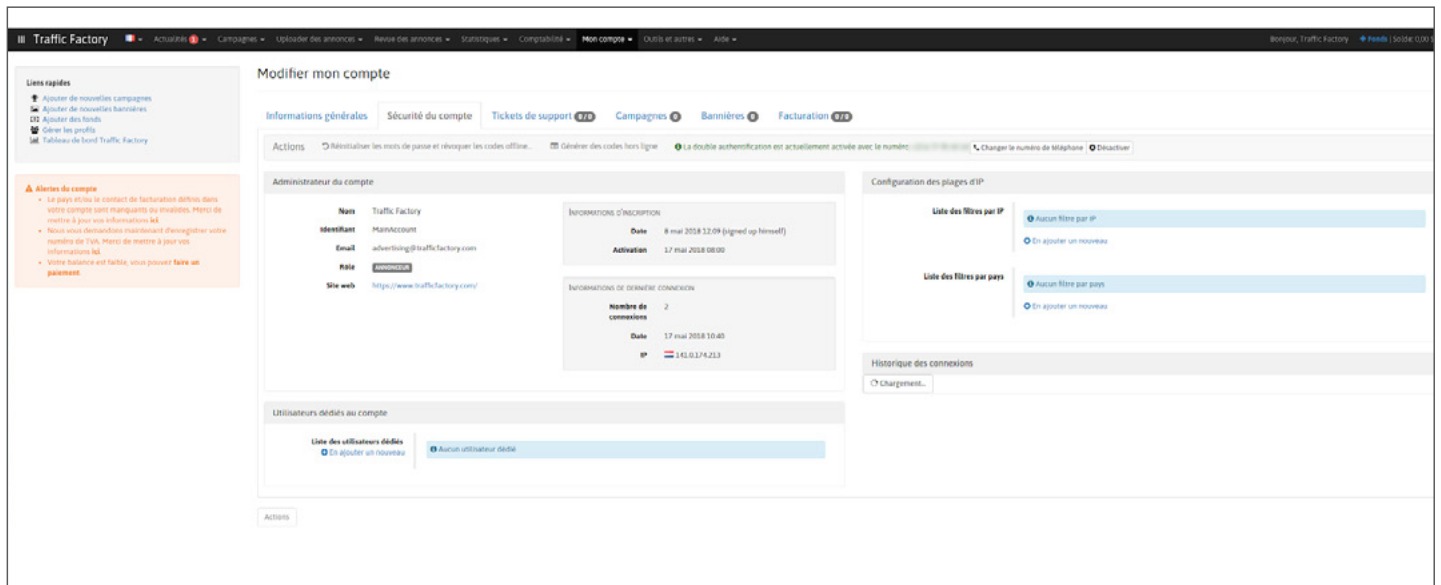 Traffic Factory Actualités 1 Campagnes Uploader des annonces Revue des annonces Statistiques Comptabilité Mon compte Outils et autres Aide Bonjour, Traffic Factory Fonds | Solde: 0,00 $
Liens rapides
Ajouter de nouvelles campagnes
Ajouter de nouvelles bannières
Ajouter des fonds
Gérer les profils
Tableau de bord Traffic Factory
Alertes du compte
Le pays et/ou le contact de facturation définis dans
votre compte sont manquants ou invalides. Merci de
mettre à jour vos informations ici.
Nous vous demandons maintenant d'enregistrer votre
numéro de TVA. Merci de mettre à jour vos
informations ici.
Votre balance est faible, vous pouvez faire un
paiement.
Modifier mon compte
Informations générales Sécurité du compte Tickets de support 0 / 0 Campagnes 0 Bannières 0 Facturation 0 / 0
Actions Réinitialiser les mots de passe et révoquer les codes offline... Générer des codes hors ligne La double authentification est actuellement activée avec le numéro Changer le numéro de téléphone Désactiver
Administrateur du compte
Nom Traffic Factory
Identifiant MainAccount
Email advertising@trafficfactory.com
Rôle ANNONCEUR
Site web https://www.trafficfactory.com/
INFORMATIONS D'INSCRIPTION
Date 8 mai 2018 12:09 (signed up himself)
Activation 17 mai 2018 08:00
INFORMATIONS DE DERNIÈRE CONNEXION
Nombre de connexions 2
Date 17 mai 2018 10:40
IP 141.0.174.213
Utilisateurs dédiés au compte
Liste des utilisateurs dédiés
En ajouter un nouveau
Aucun utilisateur dédié
Configuration des plages d'IP
Liste des filtres par IP
Aucun filtre par IP
En ajouter un nouveau
Liste des filtres par pays
Aucun filtre par pays
En ajouter un nouveau
Historique des connexions
Chargement...
Actions